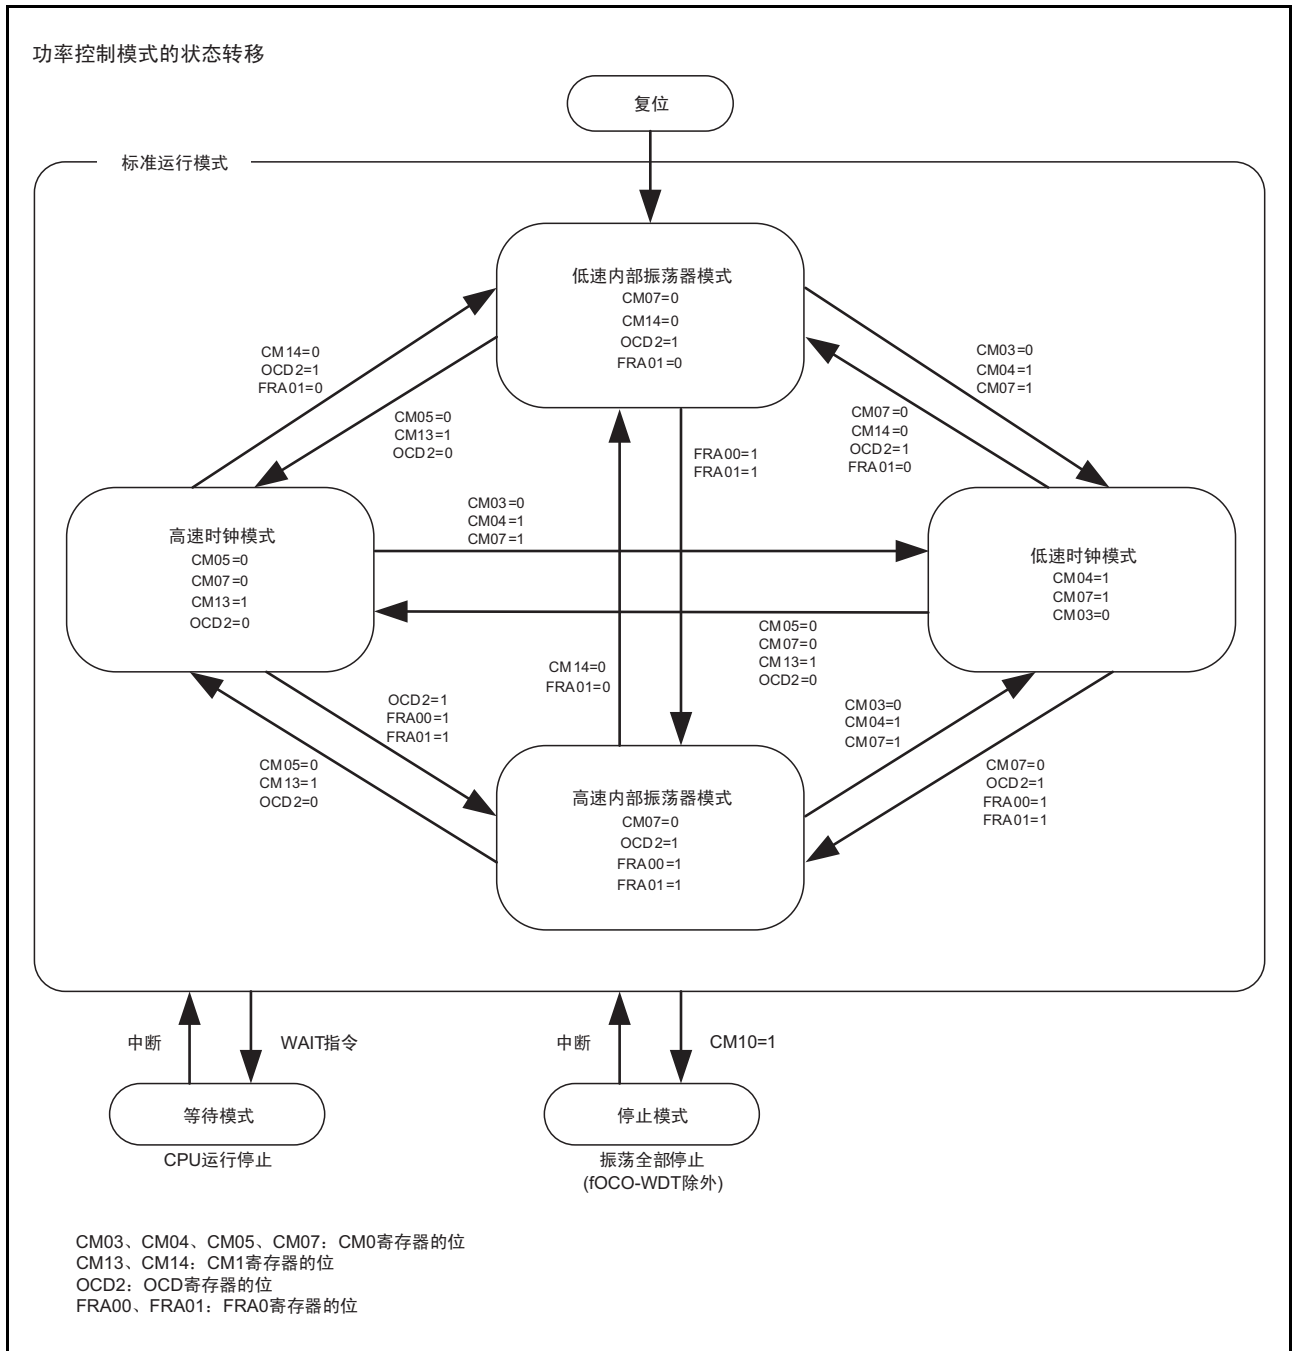 功率控制模式的状态转移
复位
标准运行模式
低速内部振荡器模式
CM07=0
CM14=0
OCD2=1
FRA01=0
CM14=0
OCD2=1
FRA01=0
CM05=0
CM13=1
OCD2=0
CM03=0
CM04=1
CM07=1
CM07=0
CM14=0
OCD2=1
FRA01=0
FRA00=1
FRA01=1
高速时钟模式
CM05=0
CM07=0
CM13=1
OCD2=0
CM03=0
CM04=1
CM07=1
低速时钟模式
CM04=1
CM07=1
CM03=0
CM05=0
CM07=0
CM13=1
OCD2=0
CM14=0
FRA01=0
OCD2=1
FRA00=1
FRA01=1
CM05=0
CM13=1
OCD2=0
CM03=0
CM04=1
CM07=1
CM07=0
OCD2=1
FRA00=1
FRA01=1
高速内部振荡器模式
CM07=0
OCD2=1
FRA00=1
FRA01=1
中断
WAIT指令
中断
CM10=1
等待模式
停止模式
CPU运行停止
振荡全部停止
(fOCO-WDT除外)
CM03、CM04、CM05、CM07：CM0寄存器的位
CM13、CM14：CM1寄存器的位
OCD2：OCD寄存器的位
FRA00、FRA01：FRA0寄存器的位